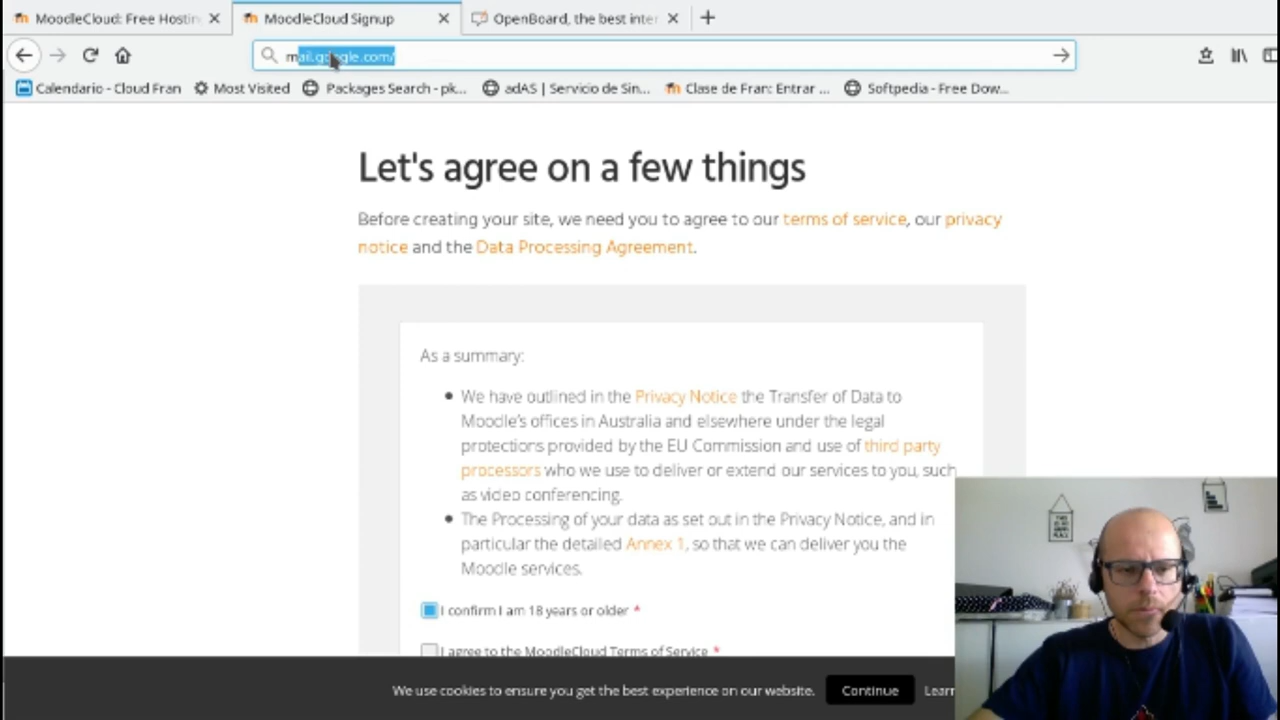 MoodleCloud: Free Hostin
MoodleCloud Signup
OpenBoard, the best inter
mail.google.com/
Calendario - Cloud Fran
Most Visited
Packages Search - pk...
adAS | Servicio de Sin...
Clase de Fran: Entrar ...
Softpedia - Free Dow...
Let's agree on a few things
Before creating your site, we need you to agree to our terms of service, our privacy
notice and the Data Processing Agreement.
As a summary:
We have outlined in the Privacy Notice the Transfer of Data to
Moodle's offices in Australia and elsewhere under the legal
protections provided by the EU Commission and use of third party
processors who we use to deliver or extend our services to you, such
as video conferencing.
The Processing of your data as set out in the Privacy Notice, and in
particular the detailed Annex 1, so that we can deliver you the
Moodle services.
I confirm I am 18 years or older *
I agree to the MoodleCloud Terms of Service *
We use cookies to ensure you get the best experience on our website.
Continue
Learn